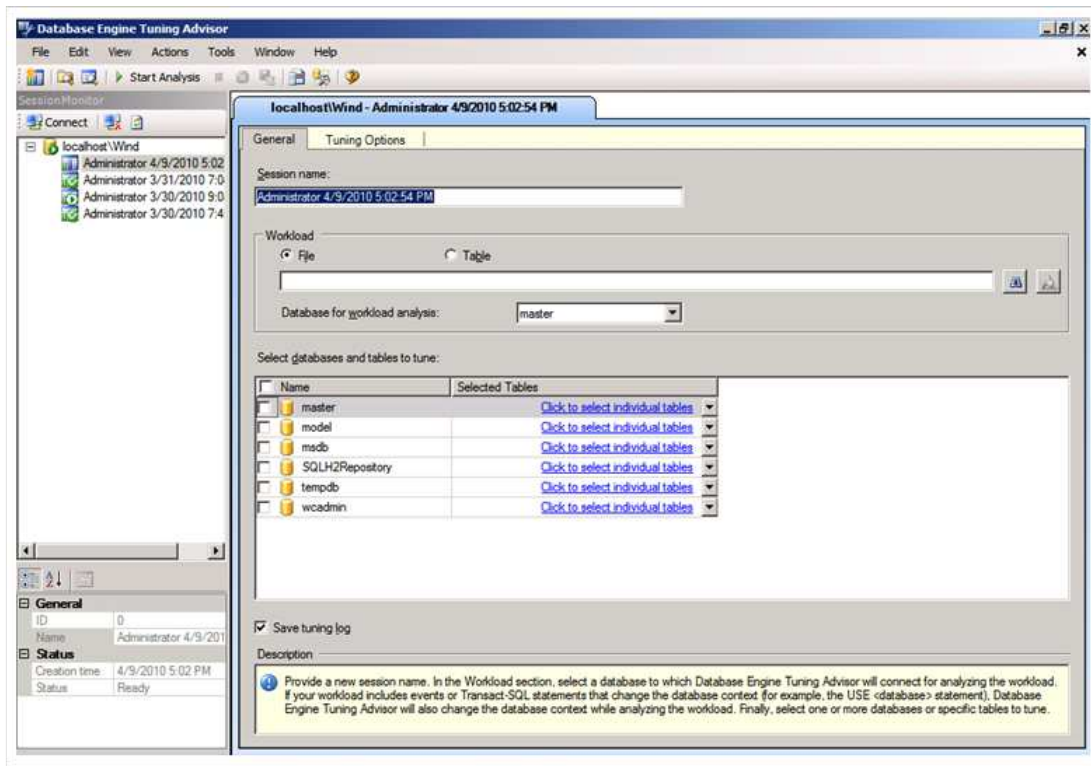 Database Engine Tuning Advisor
File Edit View Actions Tools Window Help
Start Analysis
Session Monitor
Connect
localhost\Wind
Administrator 4/9/2010 5:02
Administrator 3/31/2010 7:0
Administrator 3/30/2010 9:0
Administrator 3/30/2010 7:4
General
ID 0
Name Administrator 4/9/201
Status
Creation time 4/9/2010 5:02 PM
Status Ready
localhost\Wind - Administrator 4/9/2010 5:02:54 PM
General Tuning Options
Session name:
Administrator 4/9/2010 5:02:54 PM
Workload
File Table
Database for workload analysis: master
Select databases and tables to tune:
Name Selected Tables
master Click to select individual tables
model Click to select individual tables
msdb Click to select individual tables
SQLH2Repository Click to select individual tables
tempdb Click to select individual tables
wcadmin Click to select individual tables
Save tuning log
Description
Provide a new session name. In the Workload section, select a database to which Database Engine Tuning Advisor will connect for analyzing the workload.
If your workload includes events or Transact-SQL statements that change the database context (for example, the USE <database> statement), Database
Engine Tuning Advisor will also change the database context while analyzing the workload. Finally, select one or more databases or specific tables to tune.